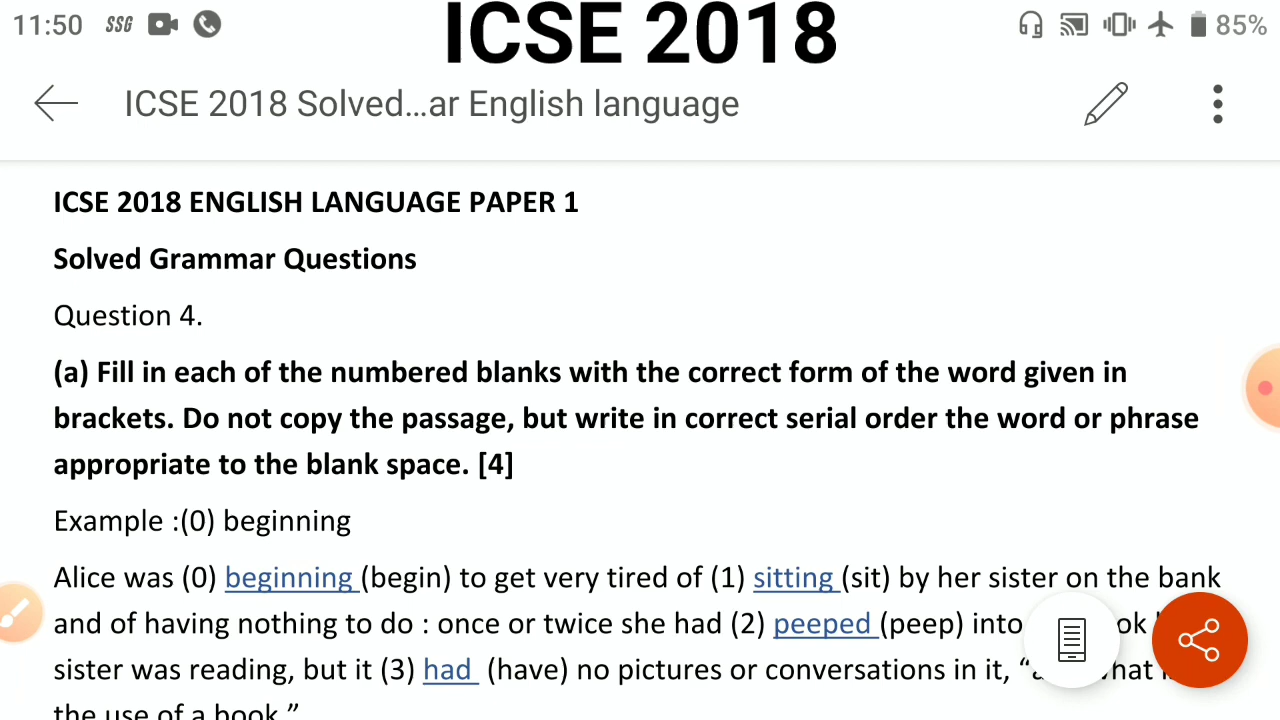 11:50 SSG 85%
ICSE 2018
ICSE 2018 Solved...ar English language
ICSE 2018 ENGLISH LANGUAGE PAPER 1
Solved Grammar Questions
Question 4.
(a) Fill in each of the numbered blanks with the correct form of the word given in
brackets. Do not copy the passage, but write in correct serial order the word or phrase
appropriate to the blank space. [4]
Example :(0) beginning
Alice was (0) beginning (begin) to get very tired of (1) sitting (sit) by her sister on the bank
and of having nothing to do : once or twice she had (2) peeped (peep) into
sister was reading, but it (3) had (have) no pictures or conversations in it, “
the use of a book.”